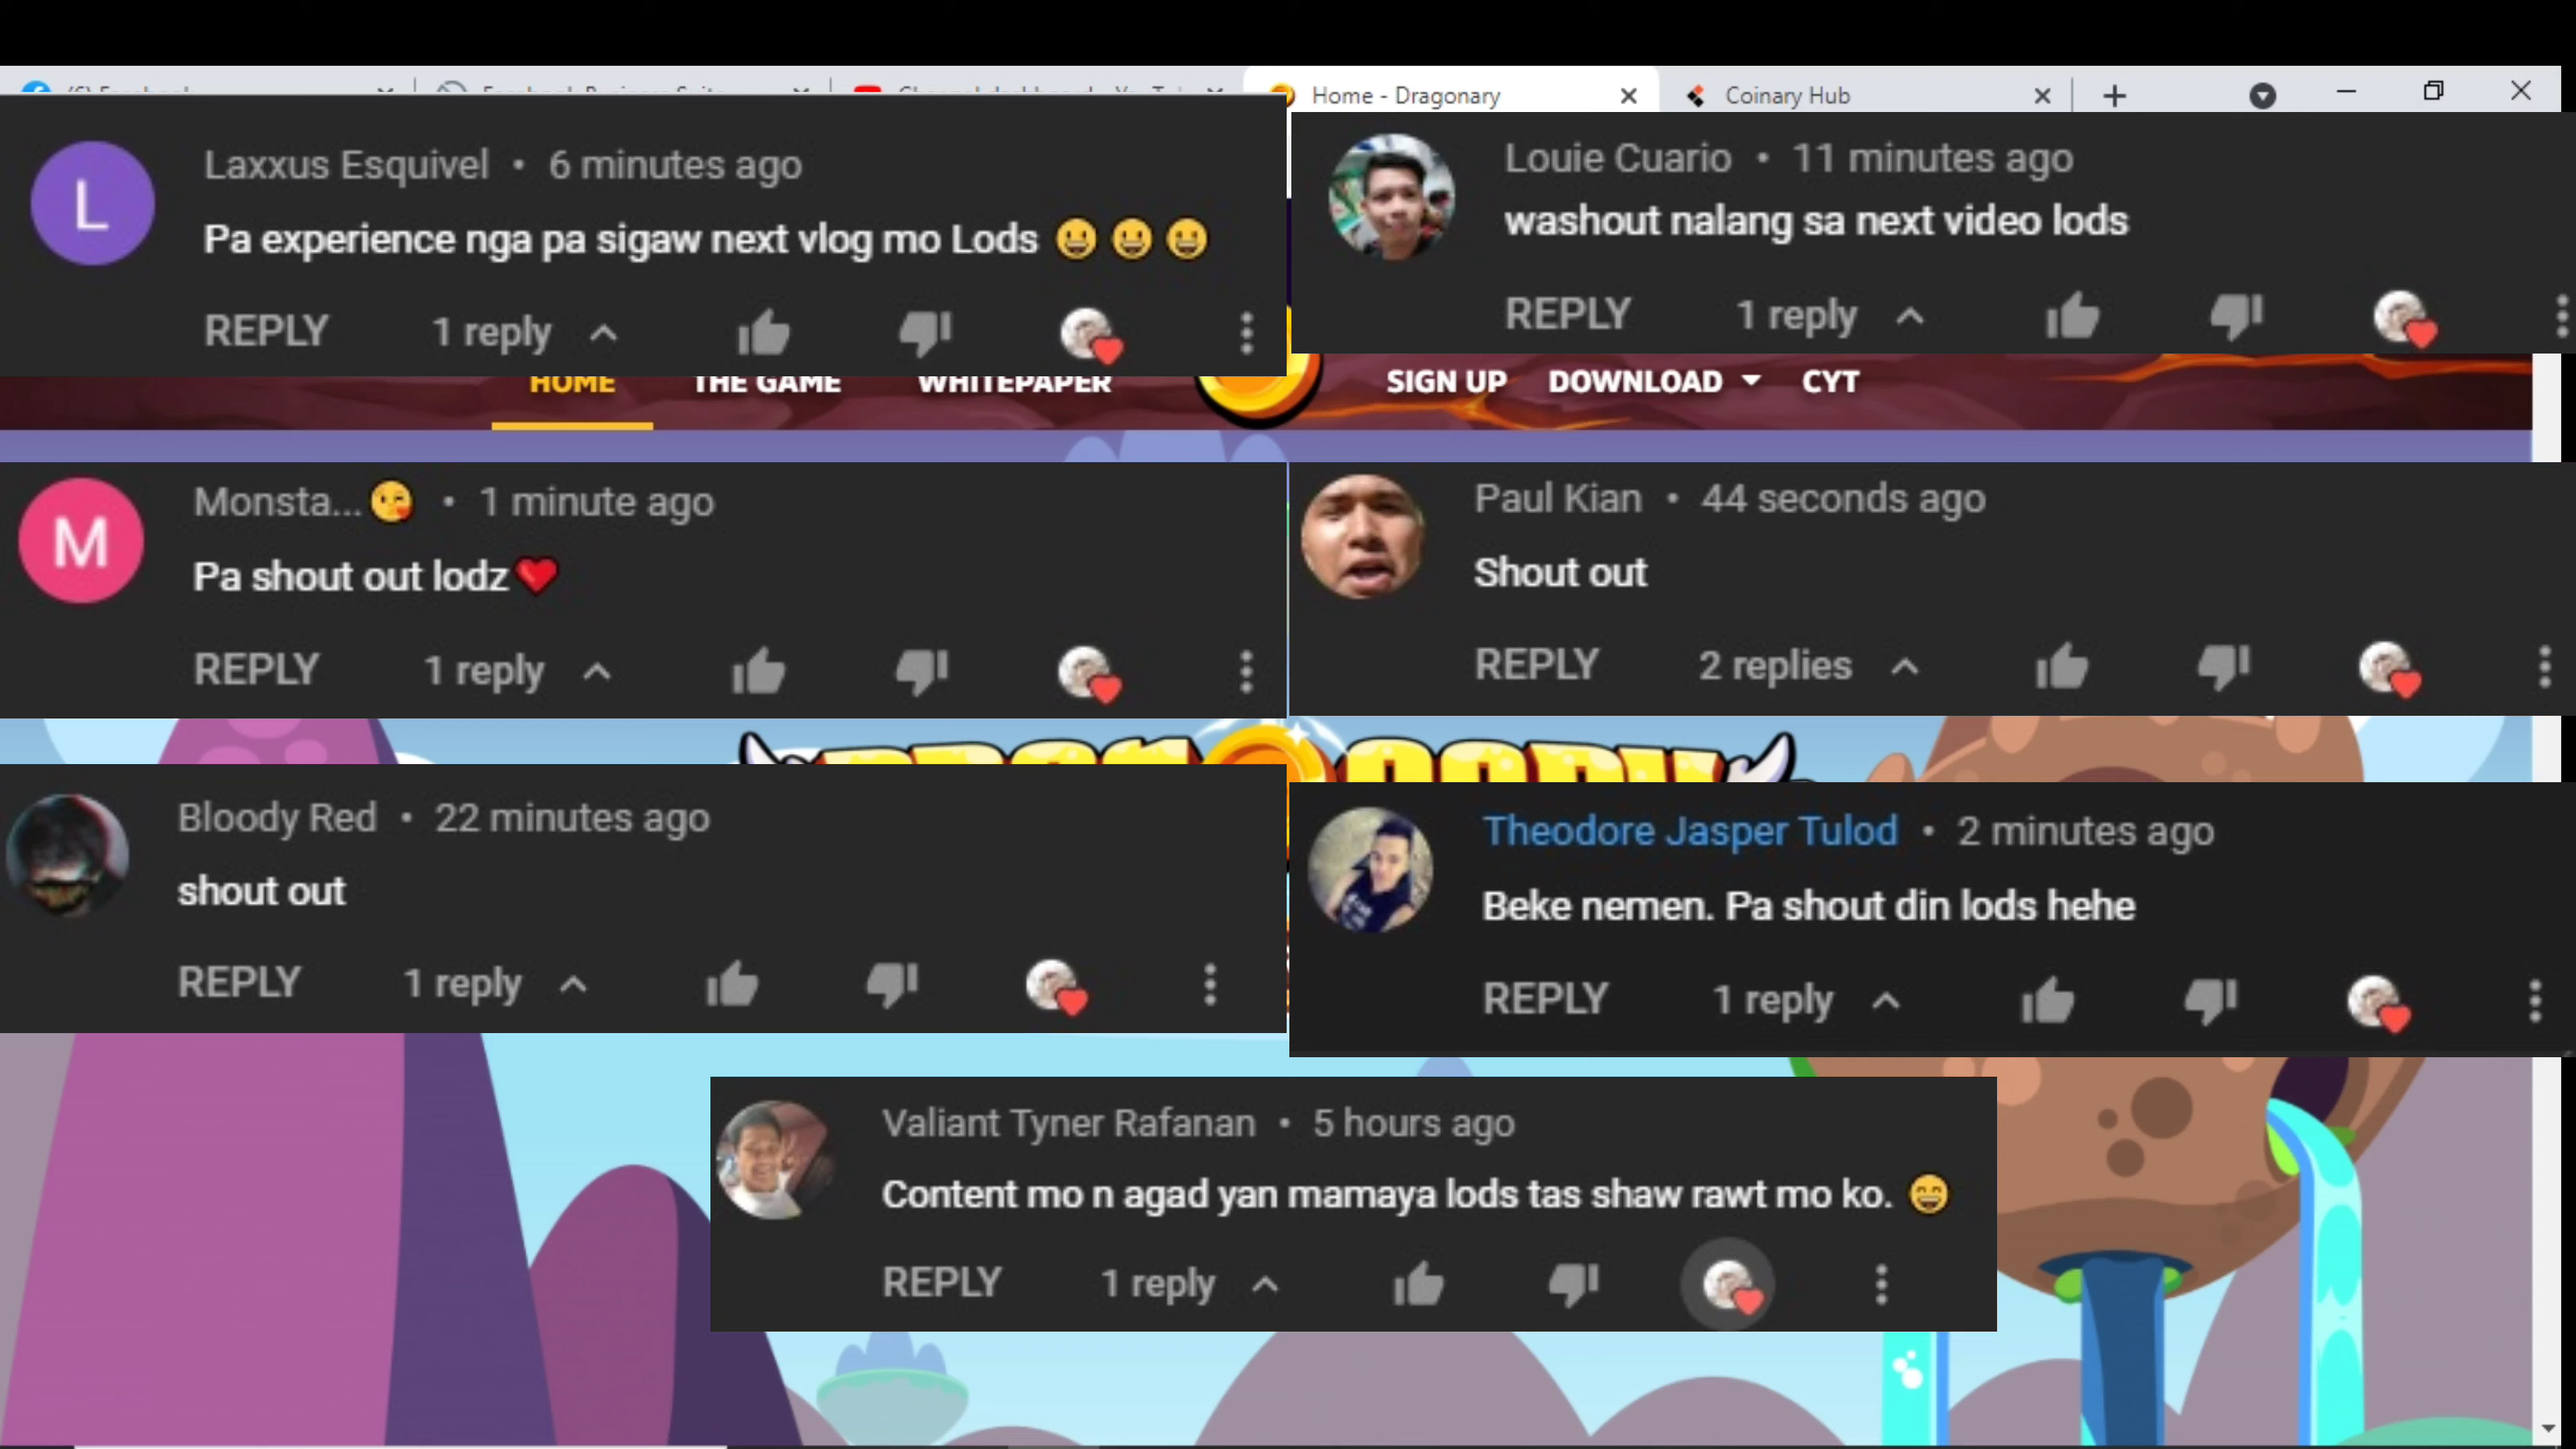 Home - Dragonary
Coinary Hub
L
Laxxus Esquivel • 6 minutes ago
Pa experience nga pa sigaw next vlog mo Lods 😃 😃 😃
REPLY 1 reply
Louie Cuario • 11 minutes ago
washout nalang sa next video lods
REPLY 1 reply
HOME THE GAME WHITEPAPER SIGN UP DOWNLOAD CYT
M
Monsta...😘 • 1 minute ago
Pa shout out lodz❤️
REPLY 1 reply
Paul Kian • 44 seconds ago
Shout out
REPLY 2 replies
Bloody Red • 22 minutes ago
shout out
REPLY 1 reply
Theodore Jasper Tulod • 2 minutes ago
Beke nemen. Pa shout din lods hehe
REPLY 1 reply
Valiant Tyner Rafanan • 5 hours ago
Content mo n agad yan mamaya lods tas shaw rawt mo ko. 😁
REPLY 1 reply